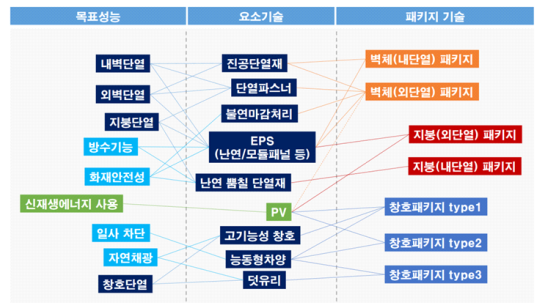 목표성능
요소기술
패키지 기술
내벽단열
외벽단열
지붕단열
방수기능
화재안전성
신재생에너지 사용
일사 차단
자연채광
창호단열
진공단열재
단열파스너
불연마감처리
EPS
(난연/모듈패널 등)
난연 뿜칠 단열재
PV
고기능성 창호
능동형차양
덧유리
벽체(내단열) 패키지
벽체(외단열) 패키지
지붕(외단열) 패키지
지붕(내단열) 패키지
창호패키지 type1
창호패키지 type2
창호패키지 type3